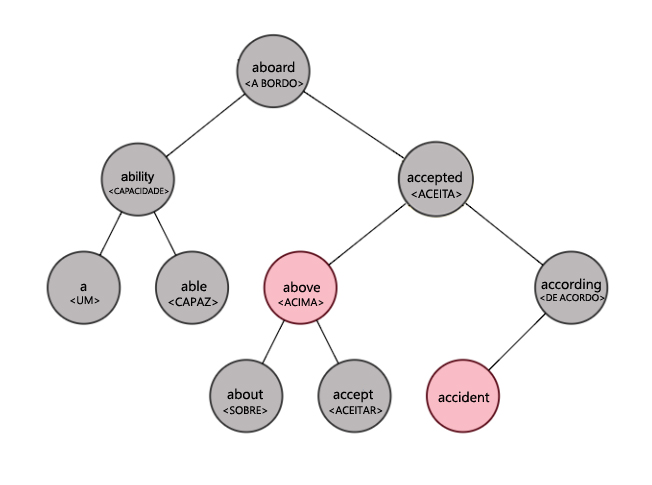 aboard
<A BORDO>
ability
<CAPACIDADE>
accepted
<ACEITA>
a
<UM>
able
<CAPAZ>
above
<ACIMA>
according
<DE ACORDO>
about
<SOBRE>
accept
<ACEITAR>
accident